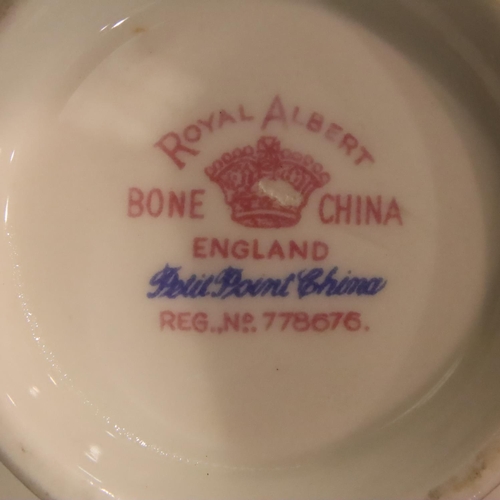 ROYAL ALBERT
BONE CHINA
ENGLAND
Petit Point China
REG., Nº. 778676.